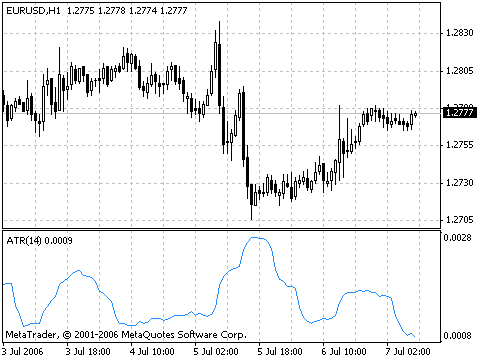 EURUSD,H1 1.2775 1.2778 1.2774 1.2777
1.2830
1.2805
1.2777
1.2755
1.2730
1.2705
ATR(14) 0.0009
0.0028
0.0008
MetaTrader, © 2001-2006 MetaQuotes Software Corp.
3 Jul 2006 3 Jul 18:00 4 Jul 10:00 5 Jul 02:00 5 Jul 18:00 6 Jul 10:00 7 Jul 02:00